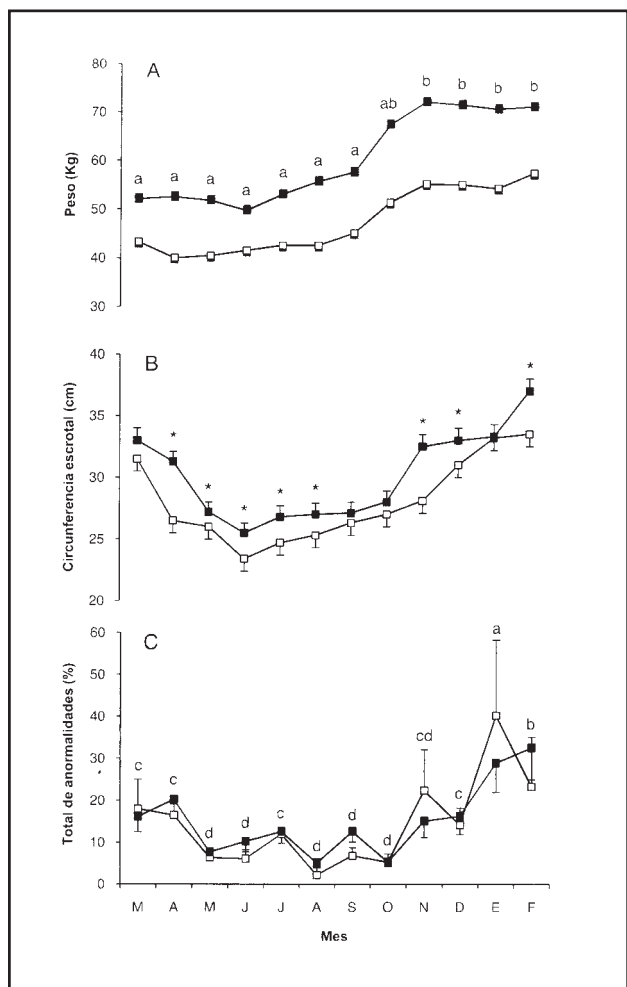 A
Peso (Kg)
80
70
60
50
40
30
a a a a a a a ab b b b b
B
Circunferencia escrotal (cm)
40
35
30
25
20
* * * * * * * *
C
Total de anormalidades (%)
60
50
40
30
20
10
0
c c d d c d d d cd c a b
M A M J J A S O N D E F
Mes